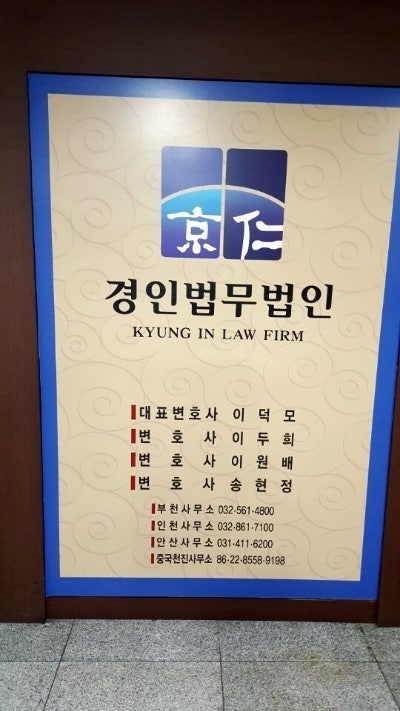 京仁
경인법무법인
KYUNG IN LAW FIRM
대표변호사 이덕모
변 호 사 이두희
변 호 사 이원배
변 호 사 송현정
부천사무소 032-561-4800
인천사무소 032-861-7100
안산사무소 031-411-6200
중국천진사무소 86-22-8558-9198